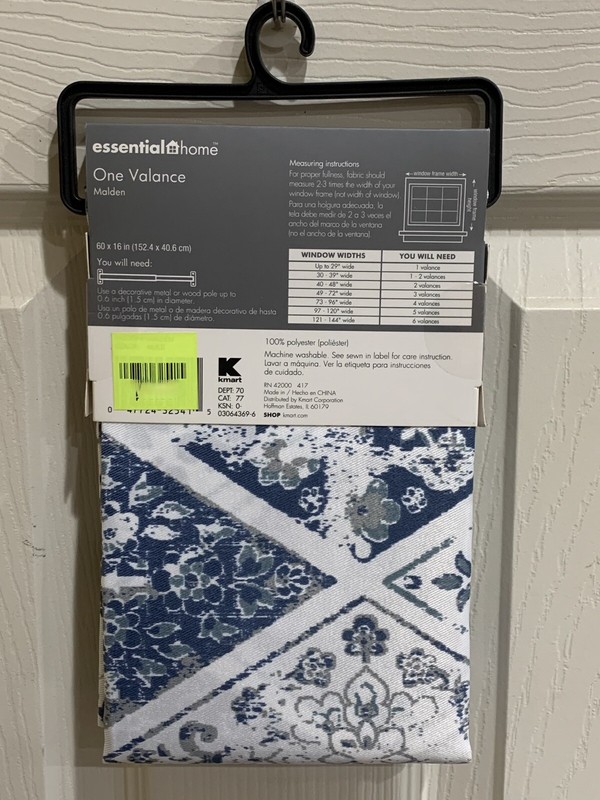 essential home™
One Valance
Malden
60 x 16 in (152.4 x 40.6 cm)
You will need:
Use a decorative metal or wood pole up to
0.6 inch (1.5 cm) in diameter.
Usa un palo de metal o de madera decorativo de hasta
0.6 pulgadas (1.5 cm) de diámetro.
Measuring instructions
For proper fullness, fabric should
measure 2-3 times the width of your
window frame (not width of window)
Para una holgura adecuada, la
tela debe medir de 2 a 3 veces el
ancho del marco de la ventana
(no el ancho de la ventana)
window frame width
window frame
height
WINDOW WIDTHS YOU WILL NEED
Up to 29" wide 1 valance
30 - 39" wide 1 - 2 valances
40 - 48" wide 2 valances
49 - 72" wide 3 valances
73 - 96" wide 4 valances
97 - 120" wide 5 valances
121 - 144" wide 6 valances
100% polyester (poliéster)
Machine washable. See sewn in label for care instruction.
Lavar a máquina. Ver la etiqueta para instrucciones
de cuidado.
K
kmart
DEPT: 70
CAT: 77
KSN: 0-
03064369-6
RN 42000 417
Made in / Hecho en CHINA
Distributed by Kmart Corporation
Hoffman Estates, IL 60179
SHOP kmart.com
0 5